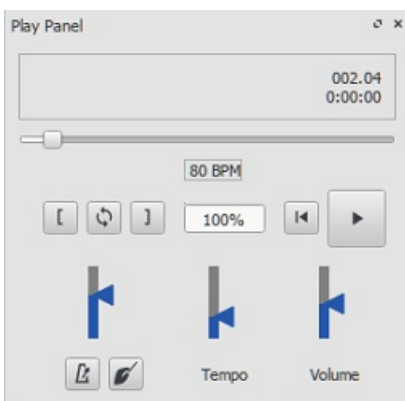 Play Panel
002.04
0:00:00
80 BPM
[ ] 100%
Tempo Volume